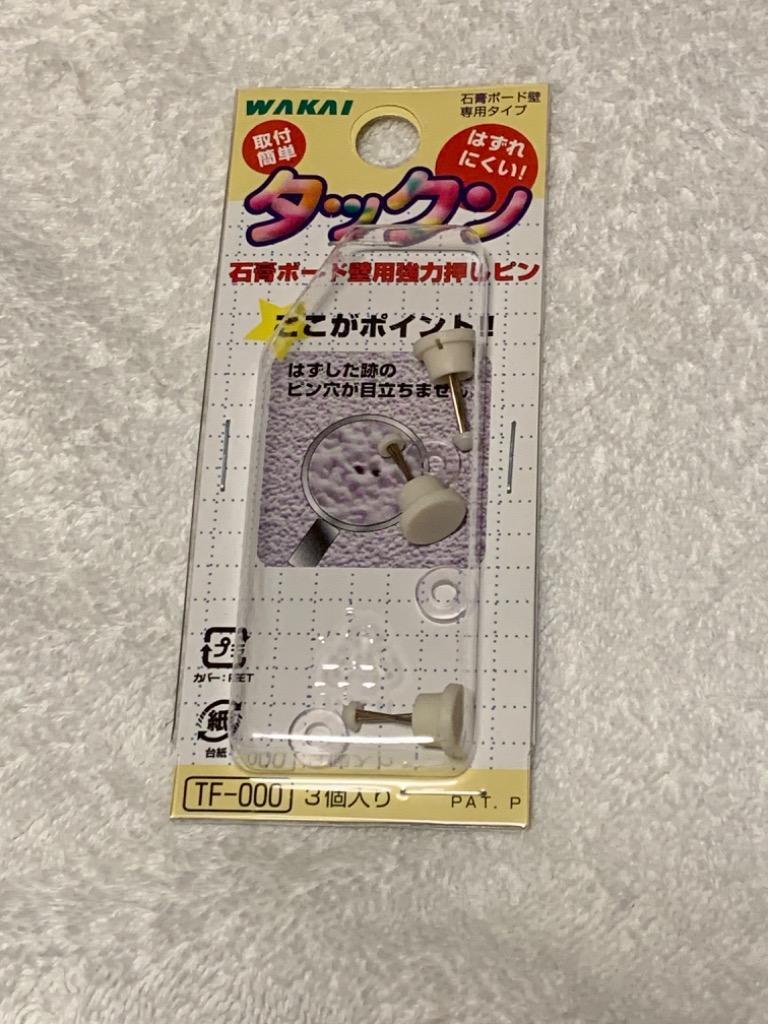 WAKAI
石膏ボード壁
専用タイプ
取付
簡単
はずれ
にくい!
タックン
石膏ボード壁用強力押しピン
ここがポイント!!
はずした跡の
ピン穴が目立ちません
プラ
カバー:PET
紙
台紙
TF-000 3個入り PAT. P